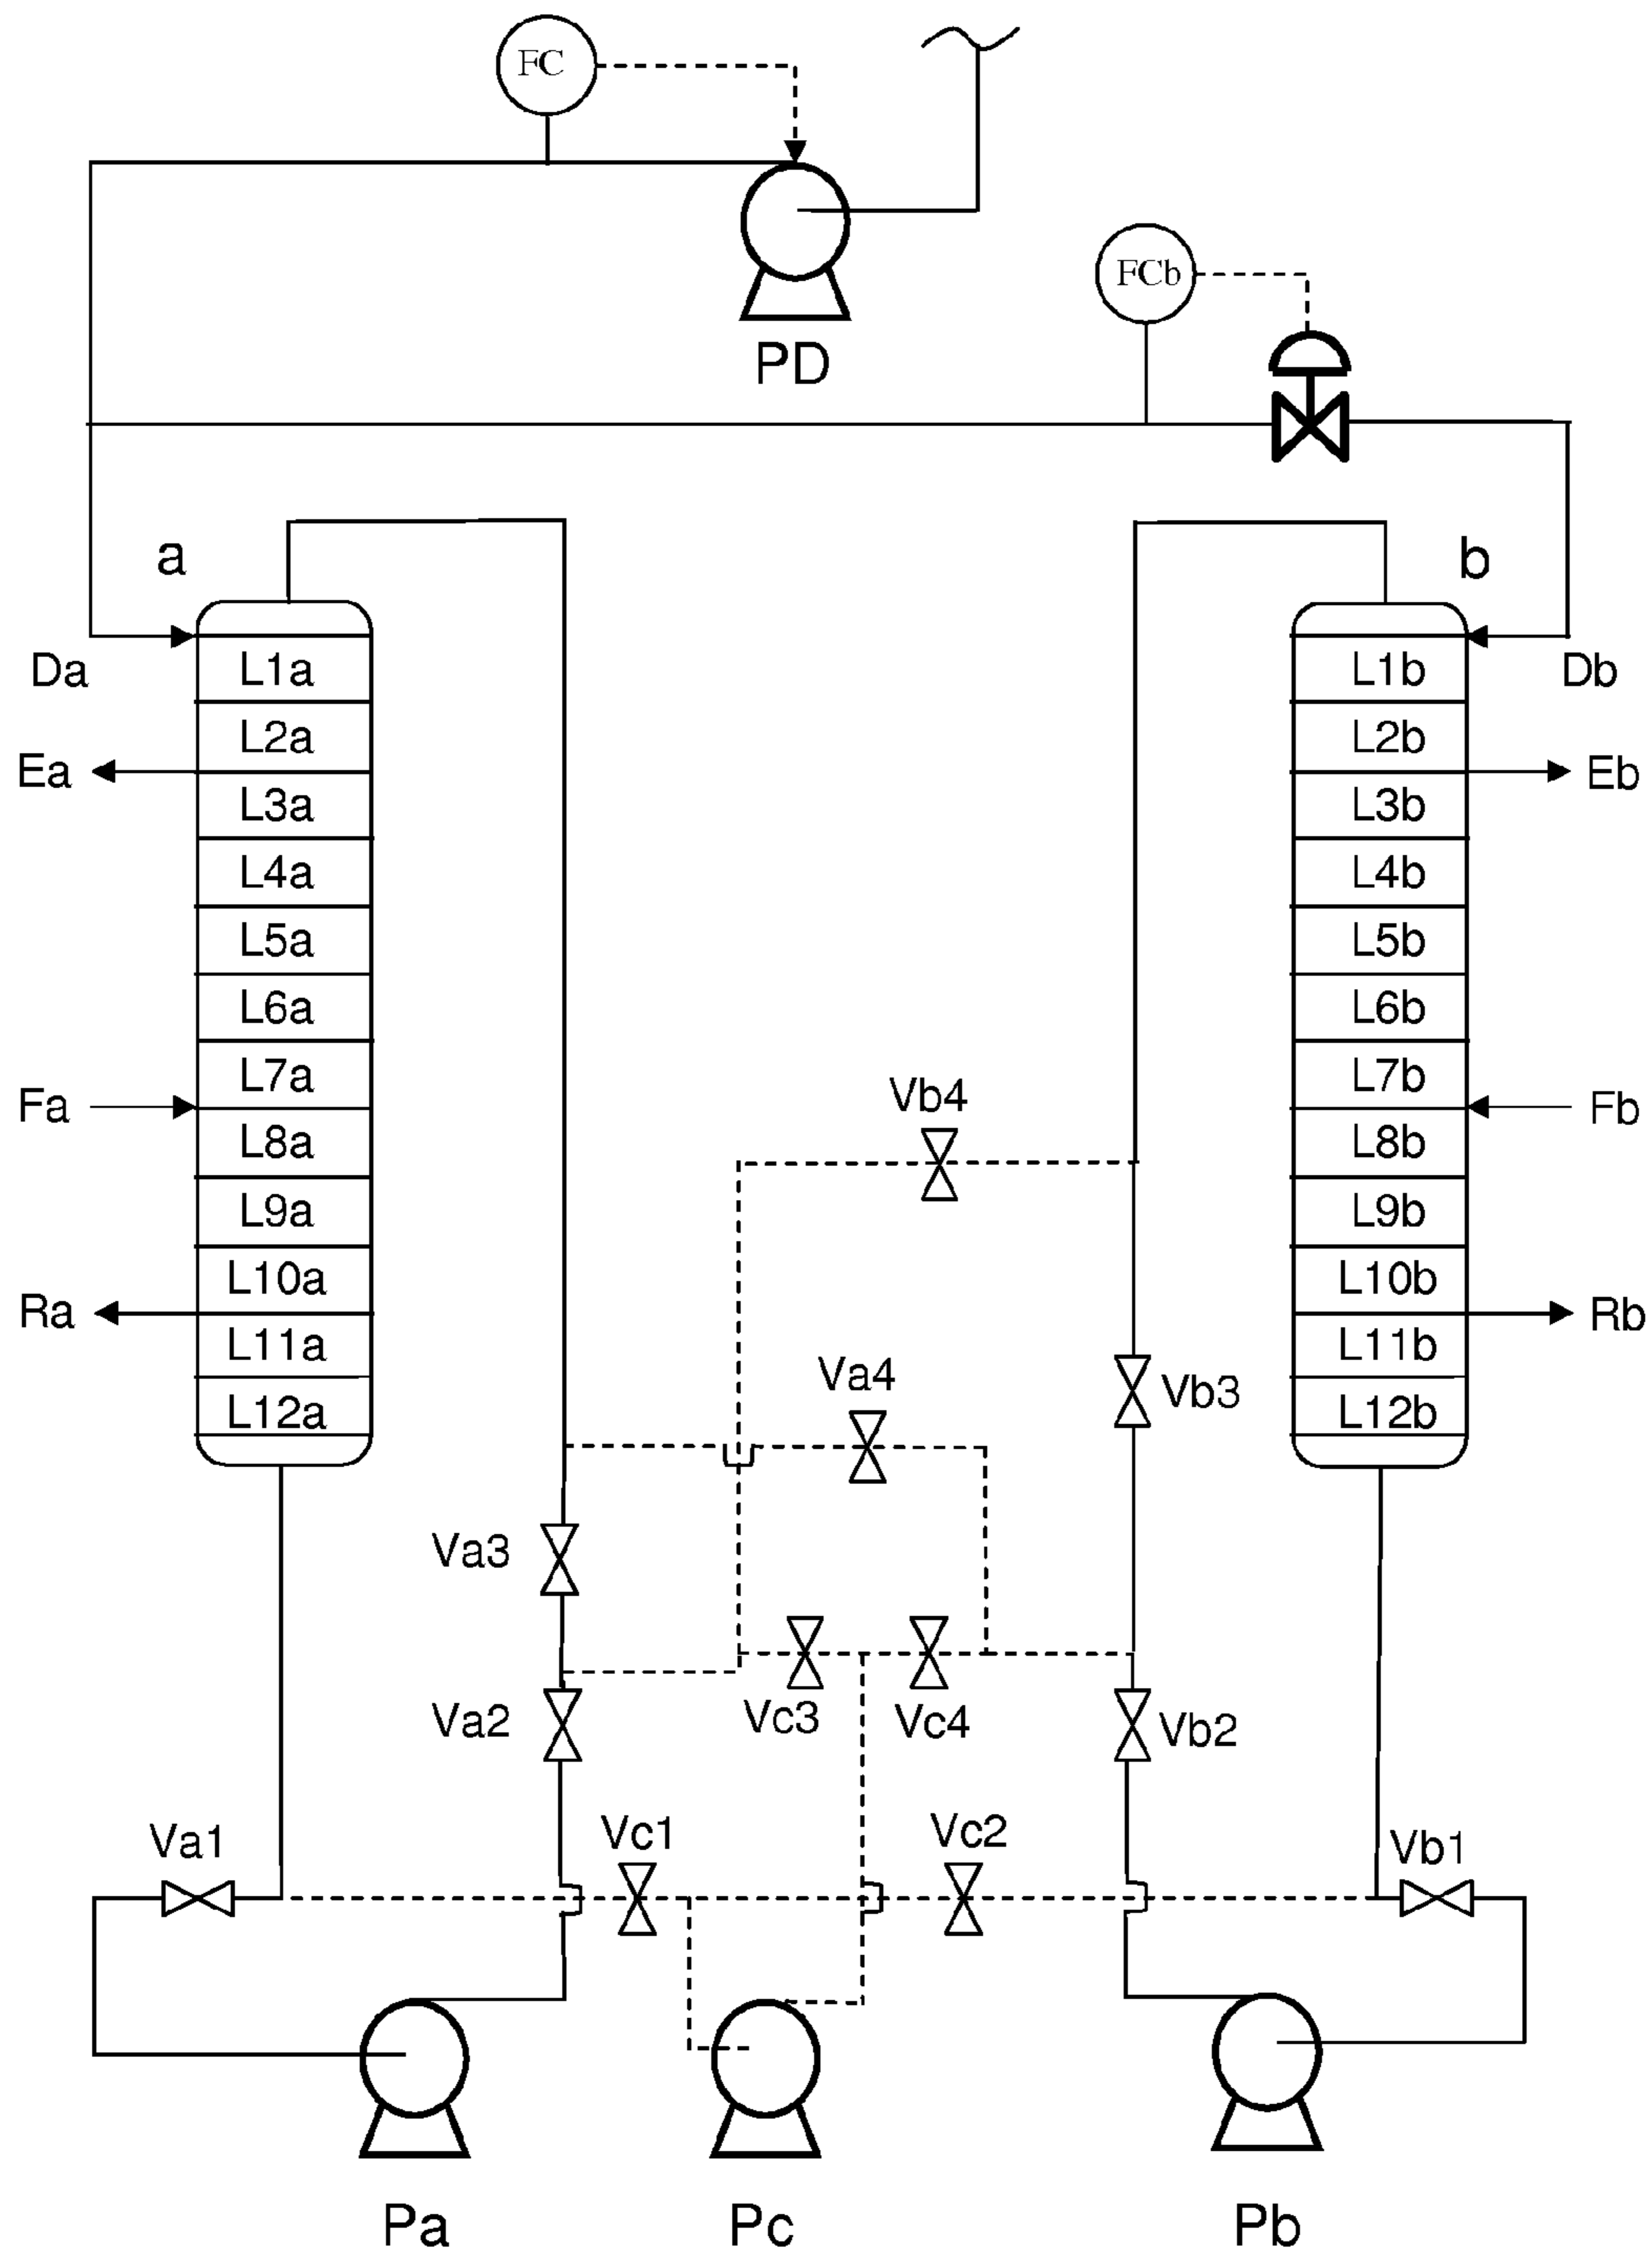 FC
FCb
PD
a
b
Da
L1a
L1b
Db
L2a
L2b
Ea
Eb
L3a
L3b
L4a
L4b
L5a
L5b
L6a
L6b
L7a
L7b
Vb4
Fa
Fb
L8a
L8b
L9a
L9b
L10a
L10b
Ra
Rb
L11a
L11b
Va4
Vb3
L12a
L12b
Va3
Va2
Vc3
Vc4
Vb2
Va1
Vc1
Vc2
Vb1
Pa
Pc
Pb